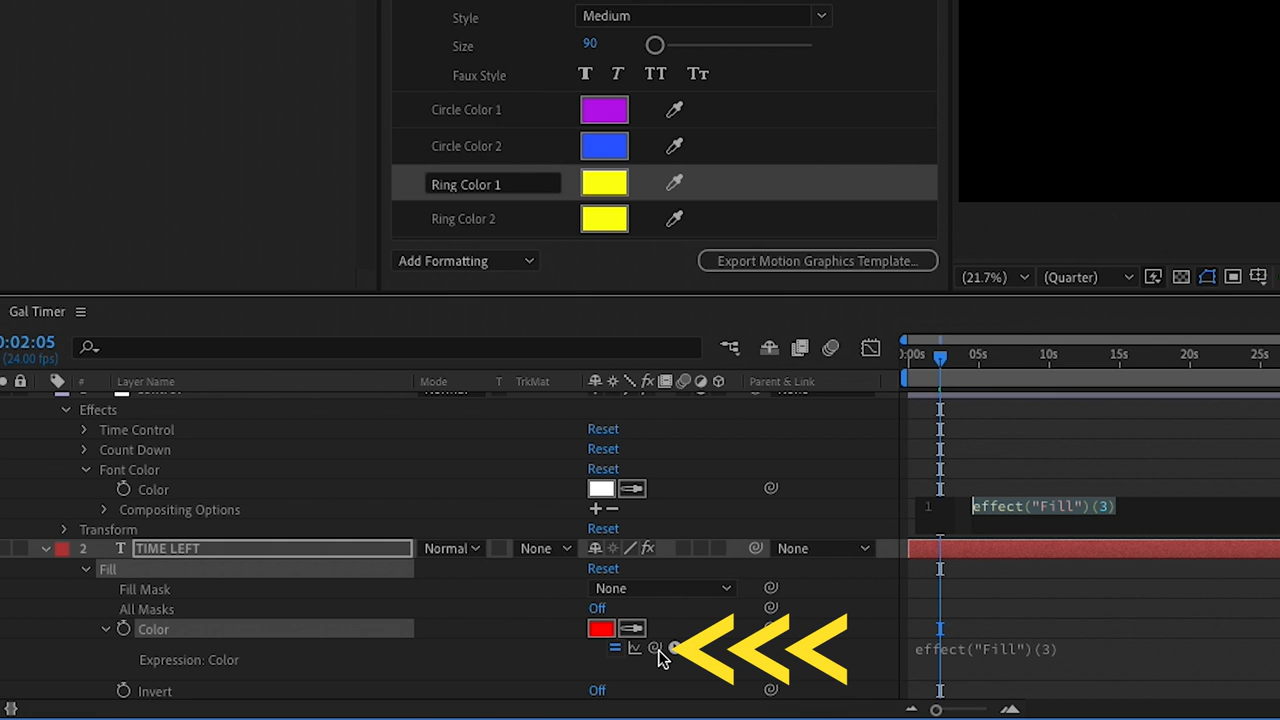 Style Medium
Size 90
Faux Style T T TT Tт
Circle Color 1
Circle Color 2
Ring Color 1
Ring Color 2
Add Formatting Export Motion Graphics Template...
(21.7%) (Quarter)
Gal Timer
0:02:05
(24.00 fps)
:00s 05s 10s 15s 20s 25s
# Layer Name Mode T TrkMat fx Parent & Link
Effects
Time Control Reset
Count Down Reset
Font Color Reset
Color
Compositing Options + −
1 effect("Fill")(3)
Transform Reset
2 T TIME LEFT Normal None fx None
Fill Reset
Fill Mask None
All Masks Off
Color
Expression: Color effect("Fill")(3)
Invert Off